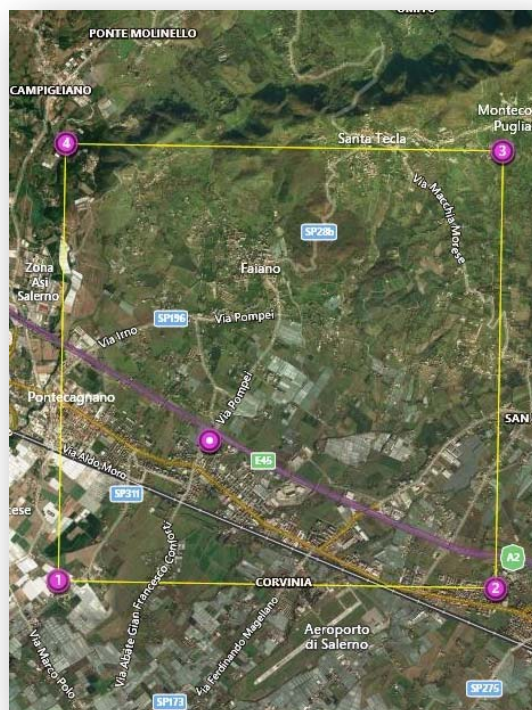 PONTE MOLINELLO
CAMPIGLIANO
Monteco
Puglia
4
Santa Tecla
3
Via Macchia Morese
SP28b
Zona
Asi
Salerno
Faiano
SP196
Via Pompei
Via Irno
Pontecagnano
Via Pompei
SAN
Via Aldo Moro
E45
SP311
cese
A2
1
CORVINIA
2
Via Abate Gian Francesco Conforti
Via Ferdinando Magellano
Aeroporto
di Salerno
Via Marco Polo
SP173
SP275